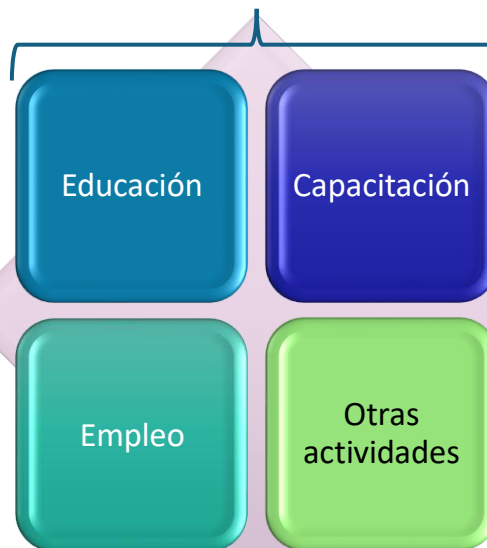 Educación
Capacitación
Empleo
Otras
actividades